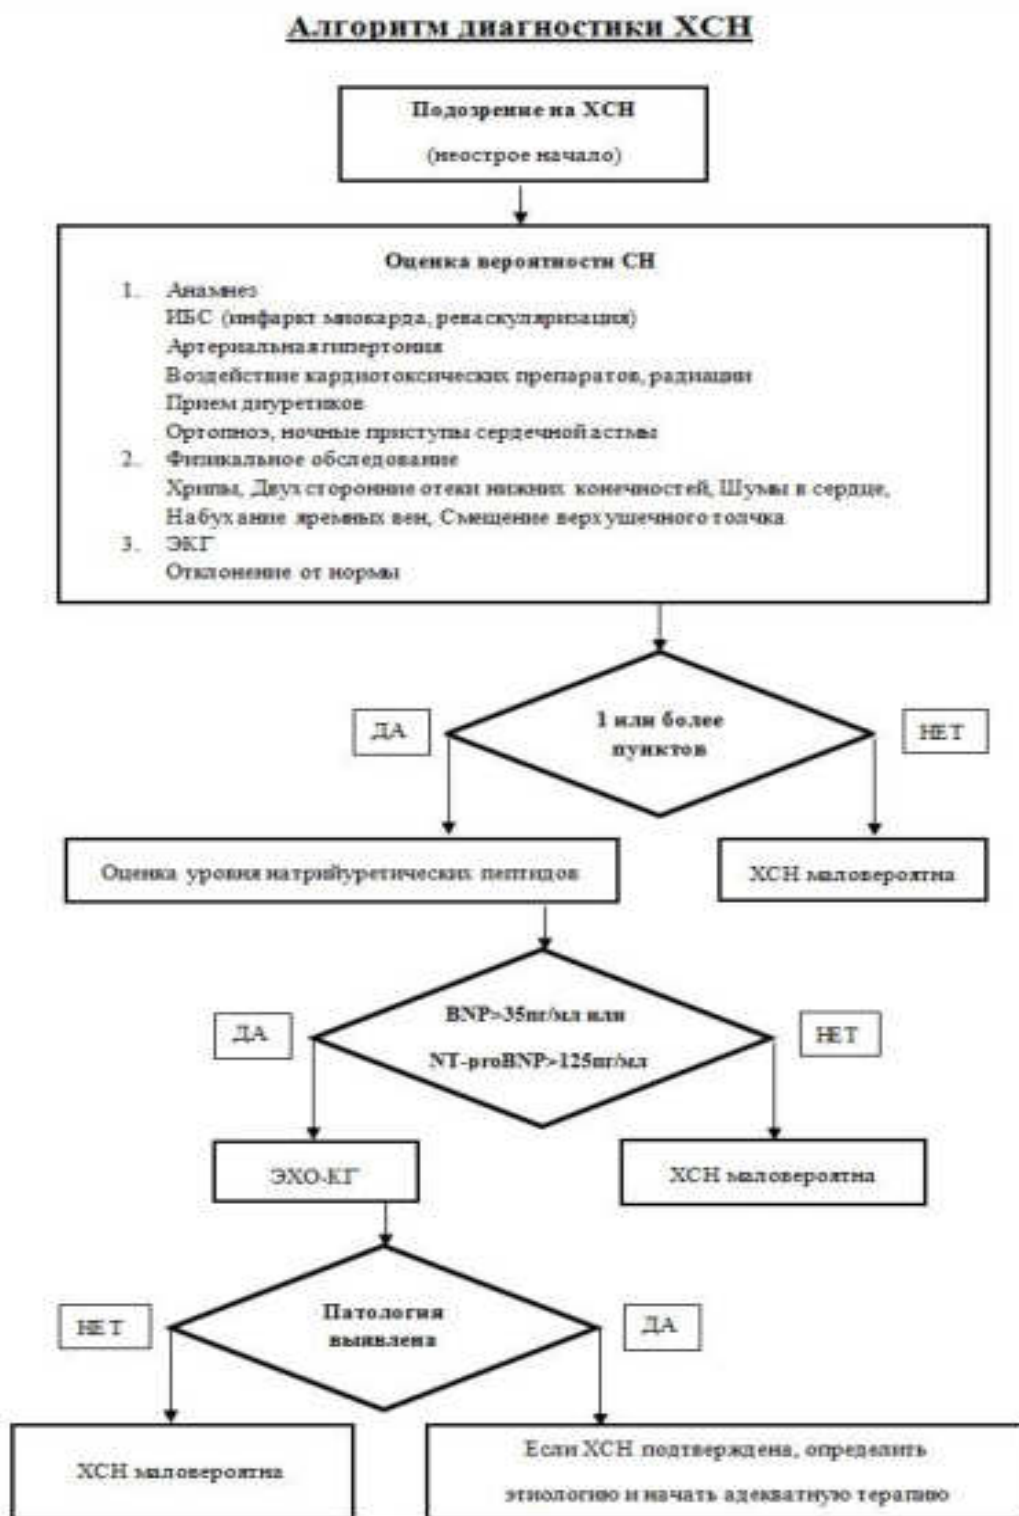 Алгоритм диагностики ХСН
Подозрение на ХСН
(неострое начало)
Оценка вероятности СН
1. Анамнез
ИБС (инфаркт миокарда, реваскуляризация)
Артериальная гипертония
Воздействие кардиотоксических препаратов, радиации
Прием диуретиков
Ортопноэ, ночные приступы сердечной астмы
2. Физикальное обследование
Хрипы, Двухсторонние отеки нижних конечностей, Шумы в сердце,
Набухание яремных вен, Смещение верхушечного толчка
3. ЭКГ
Отклонение от нормы
1 или более
пунктов
ДА
НЕТ
Оценка уровня натрийуретических пептидов
ХСН маловероятна
BNP>35пг/мл или
NT-proBNP>125пг/мл
ДА
НЕТ
ЭХО-КГ
ХСН маловероятна
Патология
выявлена
НЕТ
ДА
ХСН маловероятна
Если ХСН подтверждена, определить
этиологию и начать адекватную терапию